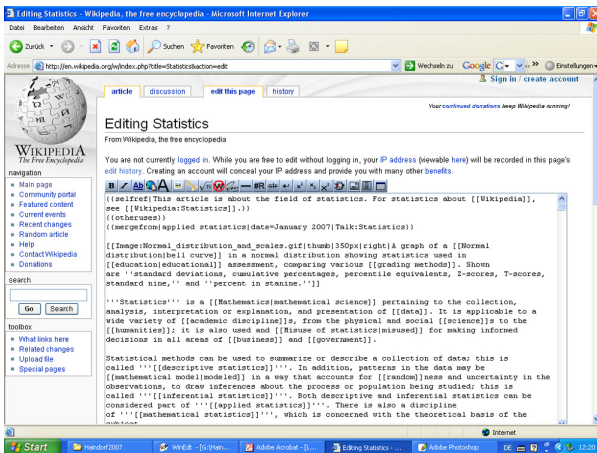 Editing Statistics - Wikipedia, the free encyclopedia - Microsoft Internet Explorer
Datei Bearbeiten Ansicht Favoriten Extras ?
Zurück Suchen Favoriten
Adresse http://en.wikipedia.org/w/index.php?title=Statistics&action=edit Wechseln zu Google G Einstellungen
Sign in / create account
article discussion edit this page history
Your continued donations keep Wikipedia running!
Editing Statistics
From Wikipedia, the free encyclopedia
WIKIPEDIA
The Free Encyclopedia
You are not currently logged in. While you are free to edit without logging in, your IP address (viewable here) will be recorded in this page's
edit history. Creating an account will conceal your IP address and provide you with many other benefits.
navigation
Main page
Community portal
Featured content
Current events
Recent changes
Random article
Help
Contact Wikipedia
Donations
search
Go Search
toolbox
What links here
Related changes
Upload file
Special pages
{{selfref|This article is about the field of statistics. For statistics about [[Wikipedia]],
see [[Wikipedia:Statistics]].}}
{{otheruses}}
{{mergefrom|applied statistics|date=January 2007|Talk:Statistics}}
[[Image:Normal_distribution_and_scales.gif|thumb|350px|right|A graph of a [[Normal
distribution|bell curve]] in a normal distribution showing statistics used in
[[education|educational]] assessment, comparing various [[grading methods]]. Shown
are ''standard deviations, cumulative percentages, percentile equivalents, Z-scores, T-scores,
standard nine,'' and ''percent in stanine.'']]
'''Statistics''' is a [[Mathematics|mathematical science]] pertaining to the collection,
analysis, interpretation or explanation, and presentation of [[data]]. It is applicable to a
wide variety of [[academic discipline]]s, from the physical and social [[science]]s to the
[[humanities]]; it is also used and [[Misuse of statistics|misused]] for making informed
decisions in all areas of [[business]] and [[government]].
Statistical methods can be used to summarize or describe a collection of data; this is
called '''[[descriptive statistics]]'''. In addition, patterns in the data may be
[[mathematical model|modeled]] in a way that accounts for [[random]]ness and uncertainty in the
observations, to draw inferences about the process or population being studied; this is
called '''[[inferential statistics]]'''. Both descriptive and inferential statistics can be
considered part of '''[[applied statistics]]'''. There is also a discipline
of '''[[mathematical statistics]]''', which is concerned with the theoretical basis of the
subject.
Internet
Start Haindorf2007 WinEdt - [G:\Hain... Adobe Acrobat - [L... Editing Statistics - ... Adobe Photoshop DE 12:20